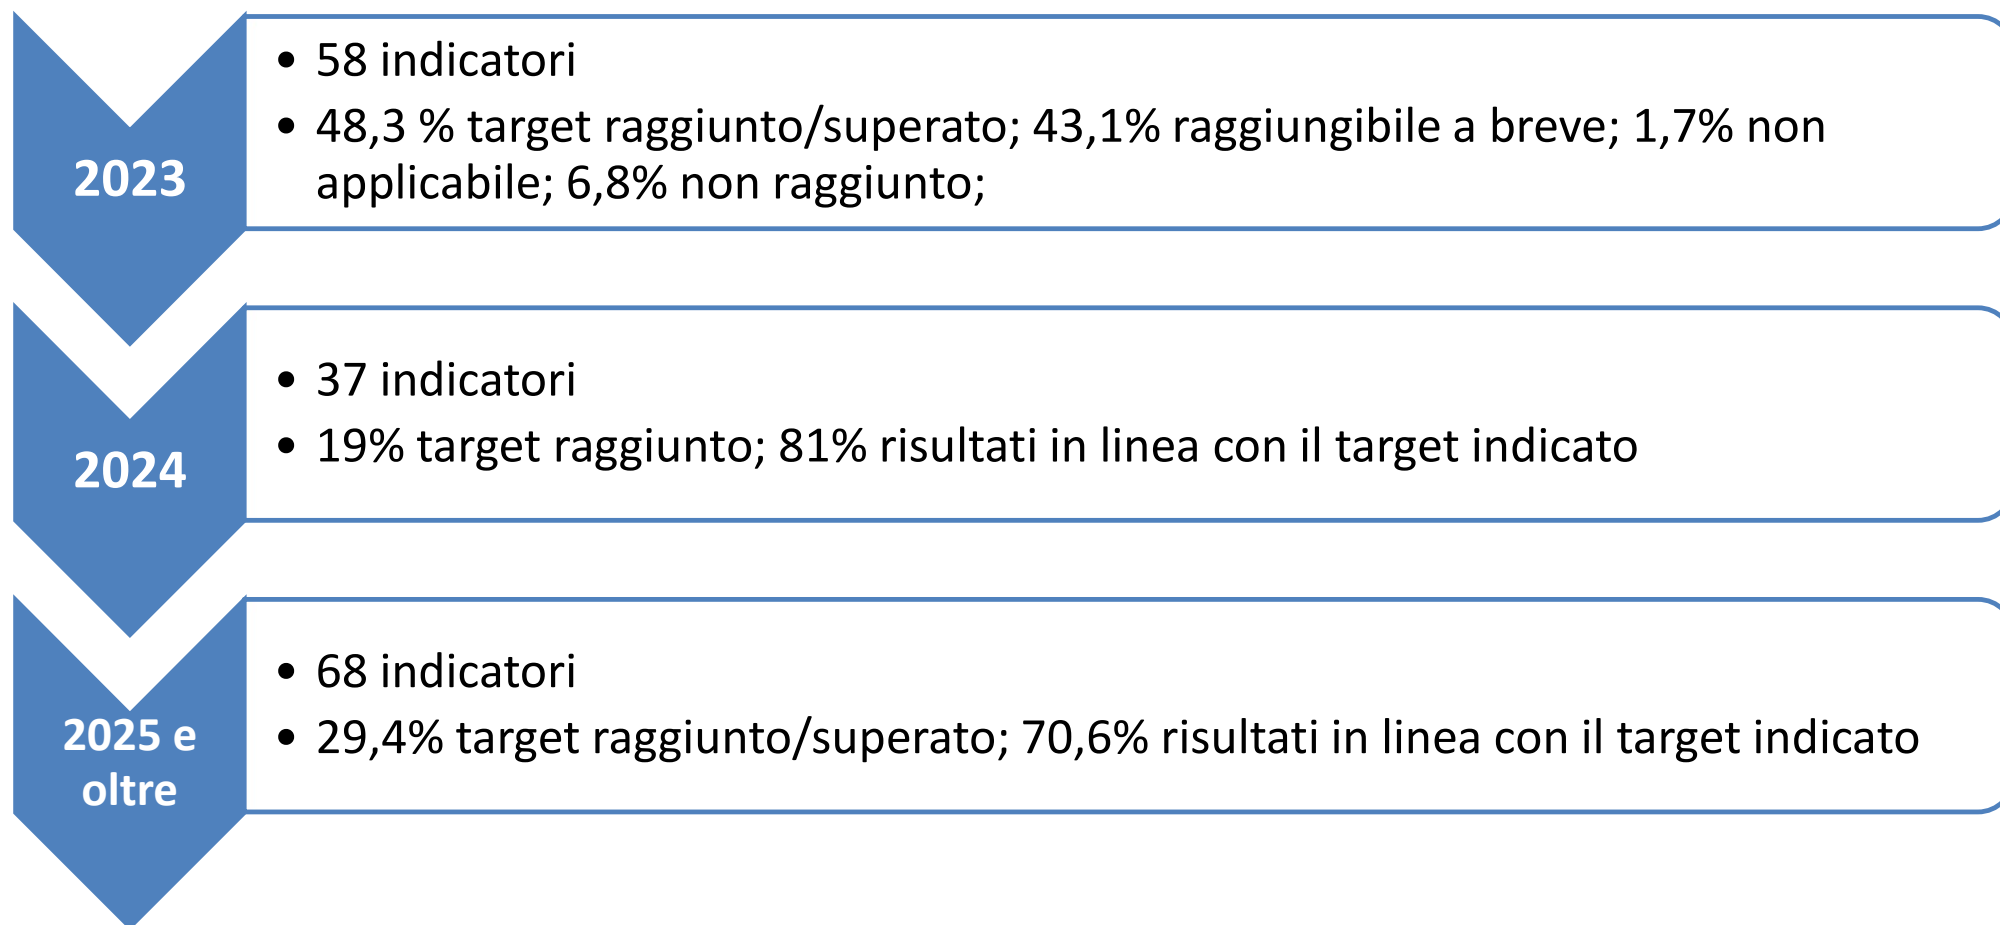 2023
• 58 indicatori
• 48,3 % target raggiunto/superato; 43,1% raggiungibile a breve; 1,7% non
applicabile; 6,8% non raggiunto;
2024
• 37 indicatori
• 19% target raggiunto; 81% risultati in linea con il target indicato
2025 e
oltre
• 68 indicatori
• 29,4% target raggiunto/superato; 70,6% risultati in linea con il target indicato